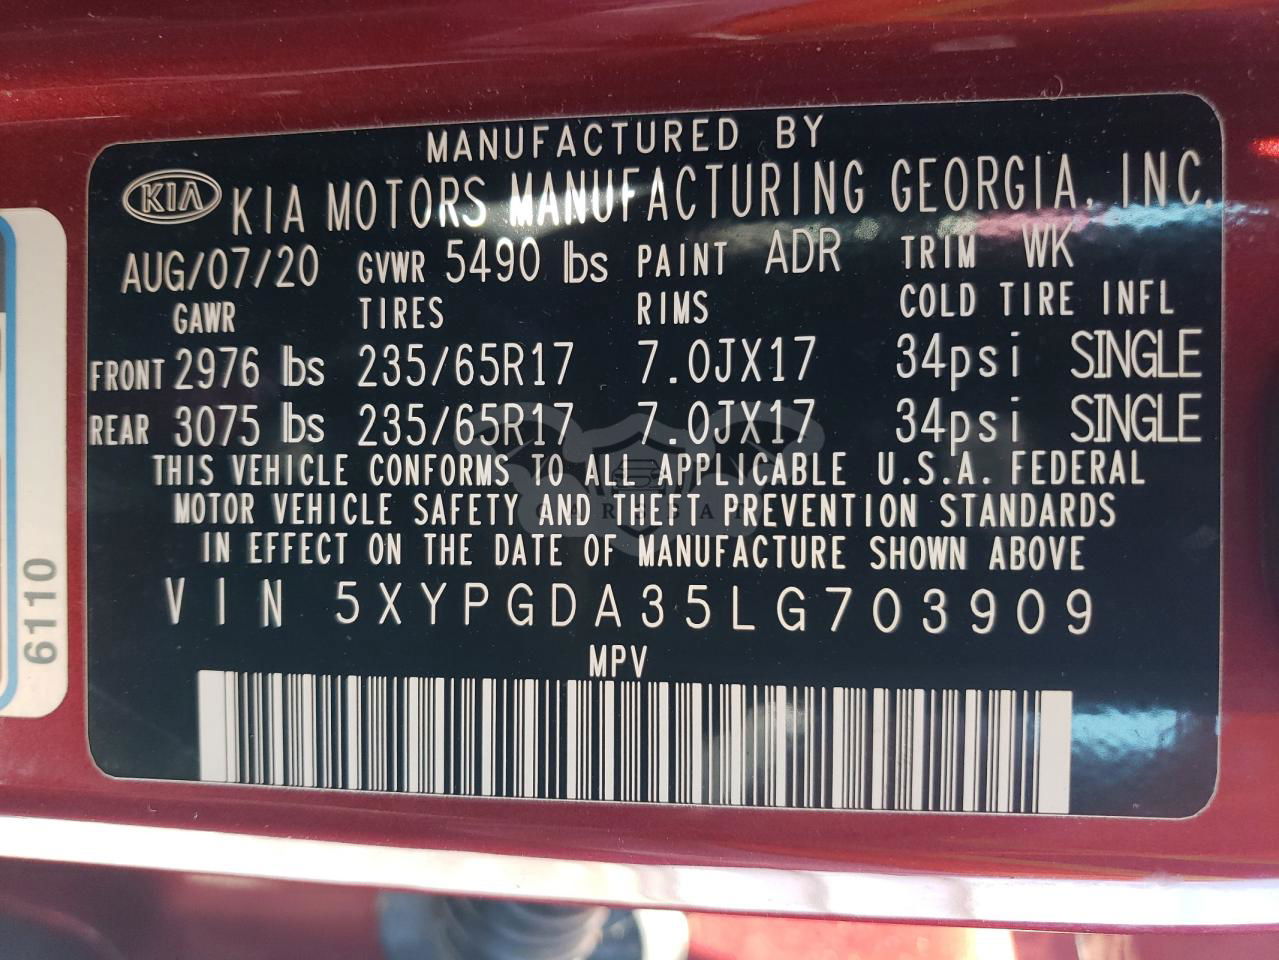 MANUFACTURED BY
KIA KIA MOTORS MANUFACTURING GEORGIA, INC.
AUG/07/20 GVWR 5490 lbs PAINT ADR TRIM WK
GAWR TIRES RIMS COLD TIRE INFL
FRONT 2976 lbs 235/65R17 7.0JX17 34psi SINGLE
REAR 3075 lbs 235/65R17 7.0JX17 34psi SINGLE
THIS VEHICLE CONFORMS TO ALL APPLICABLE U.S.A. FEDERAL
MOTOR VEHICLE SAFETY AND THEFT PREVENTION STANDARDS
IN EFFECT ON THE DATE OF MANUFACTURE SHOWN ABOVE
VIN 5XYPGDA35LG703909
MPV
6110